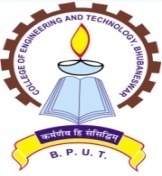 COLLEGE OF ENGINEERING AND TECHNOLOGY, BHUBANESWAR
कर्मणैव हि संसिद्धिम्
B. P. U. T.